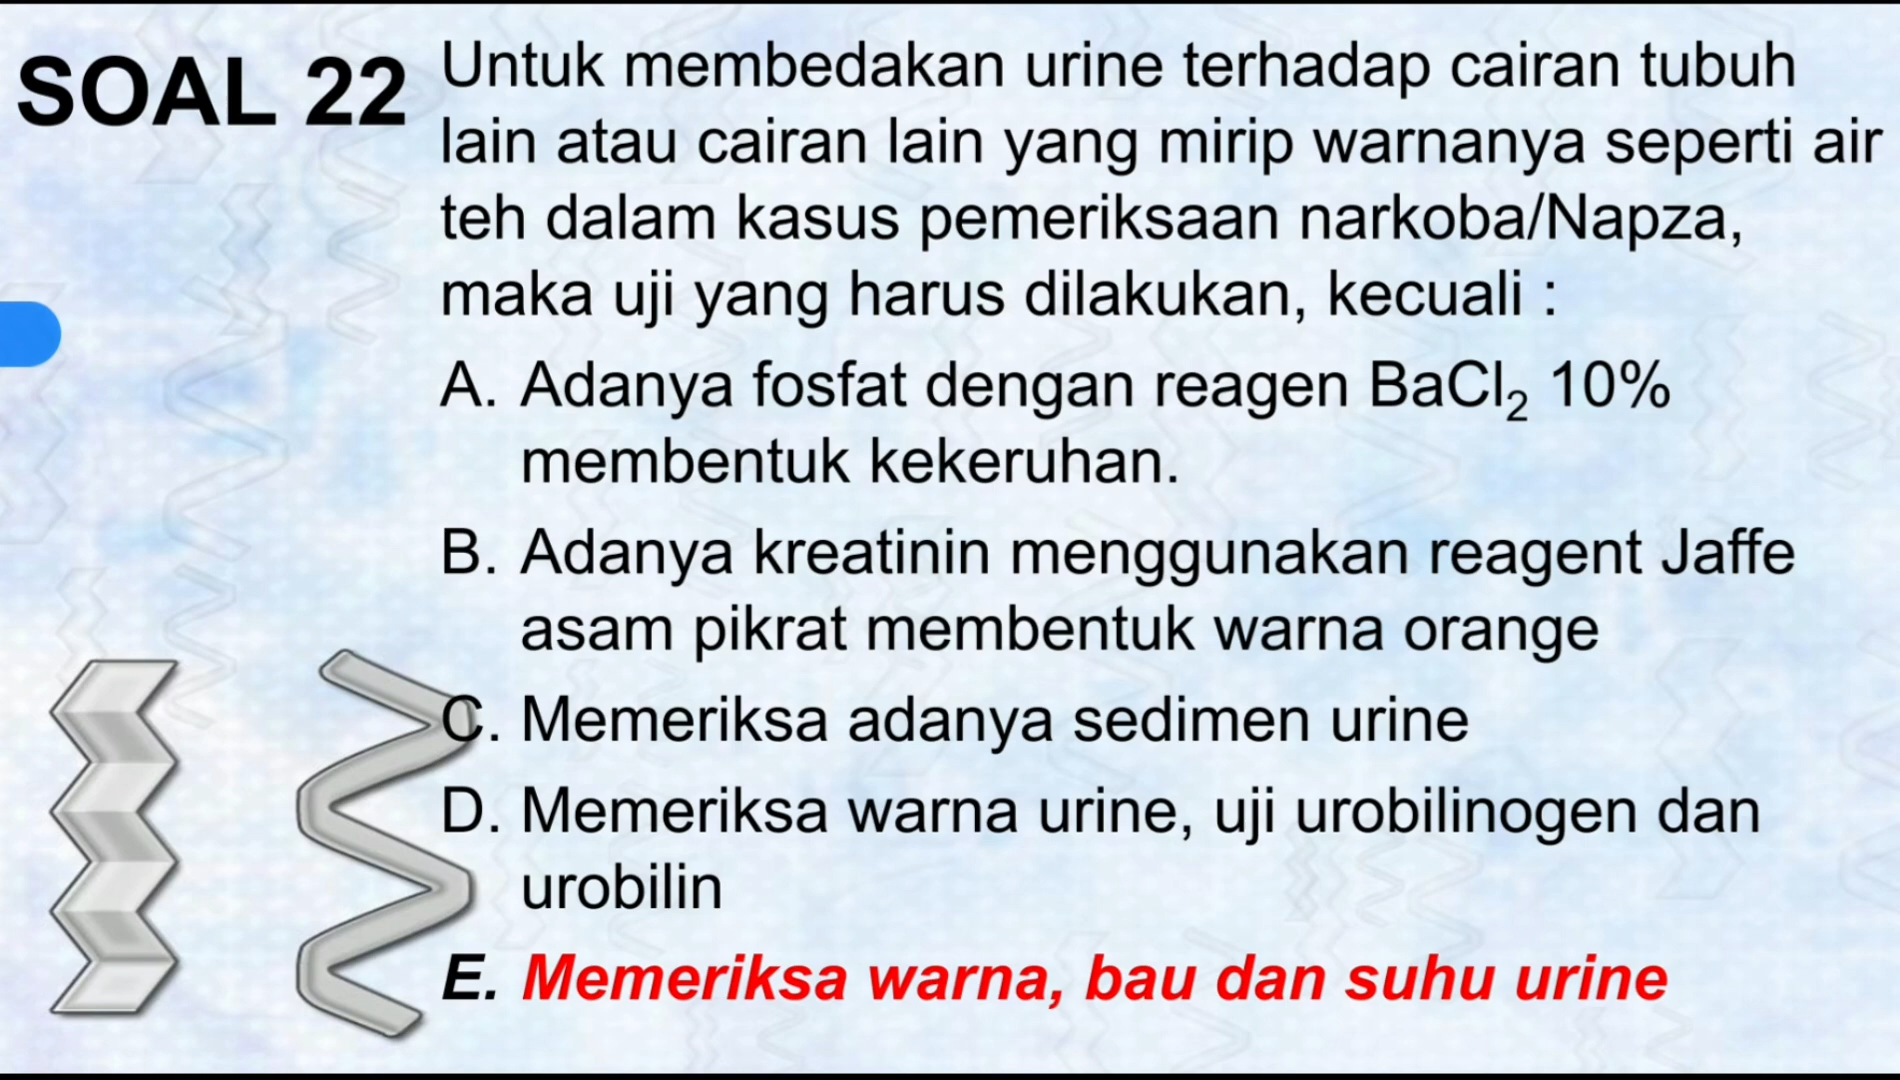 SOAL 22
Untuk membedakan urine terhadap cairan tubuh
lain atau cairan lain yang mirip warnanya seperti air
teh dalam kasus pemeriksaan narkoba/Napza,
maka uji yang harus dilakukan, kecuali :
A. Adanya fosfat dengan reagen BaCl₂ 10%
membentuk kekeruhan.
B. Adanya kreatinin menggunakan reagent Jaffe
asam pikrat membentuk warna orange
C. Memeriksa adanya sedimen urine
D. Memeriksa warna urine, uji urobilinogen dan
urobilin
E. Memeriksa warna, bau dan suhu urine